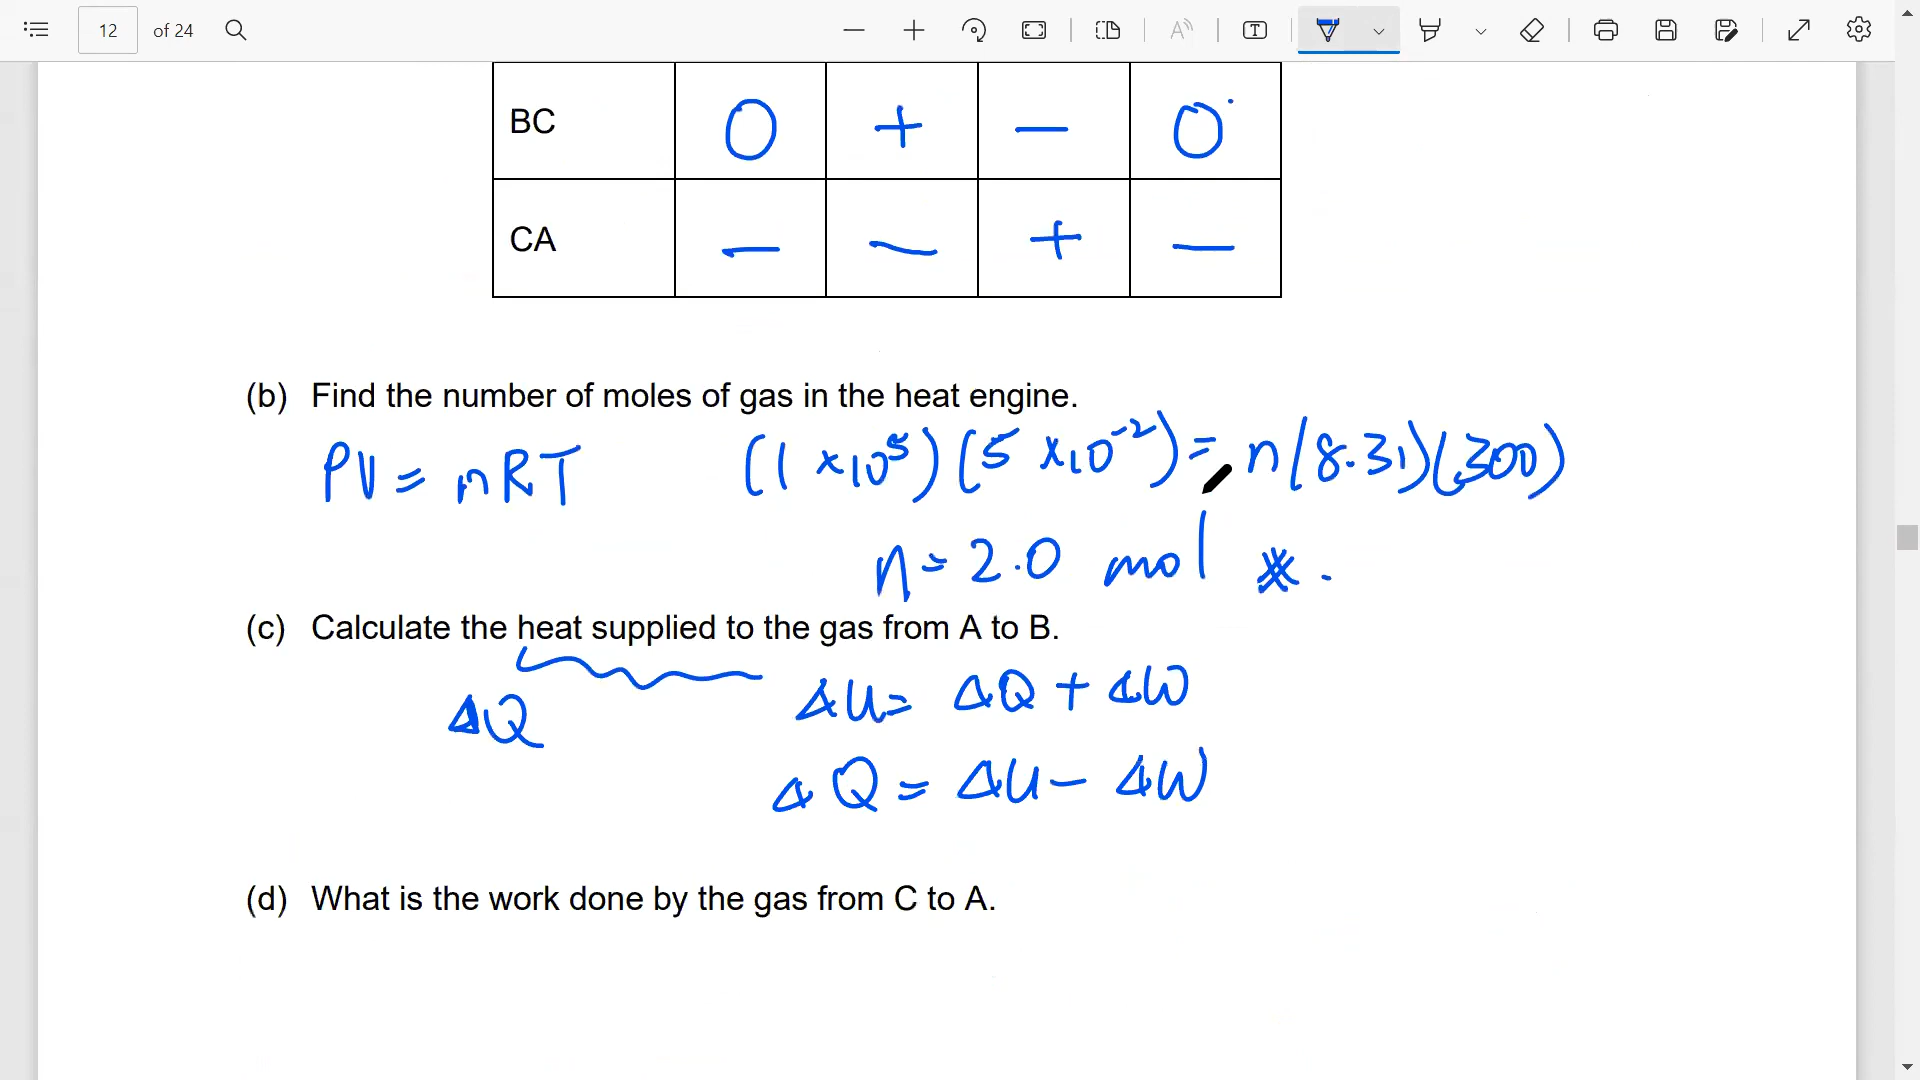 12 of 24
BC 0 + − 0
CA − − + −
(b) Find the number of moles of gas in the heat engine.
PV = nRT (1 ×10⁵)(5 ×10⁻²) = n(8.31)(300)
n = 2.0 mol
(c) Calculate the heat supplied to the gas from A to B.
ΔQ ΔU = ΔQ + ΔW
ΔQ = ΔU − ΔW
(d) What is the work done by the gas from C to A.